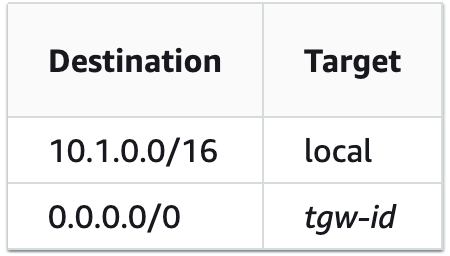 Destination Target
10.1.0.0/16 local
0.0.0.0/0 tgw-id